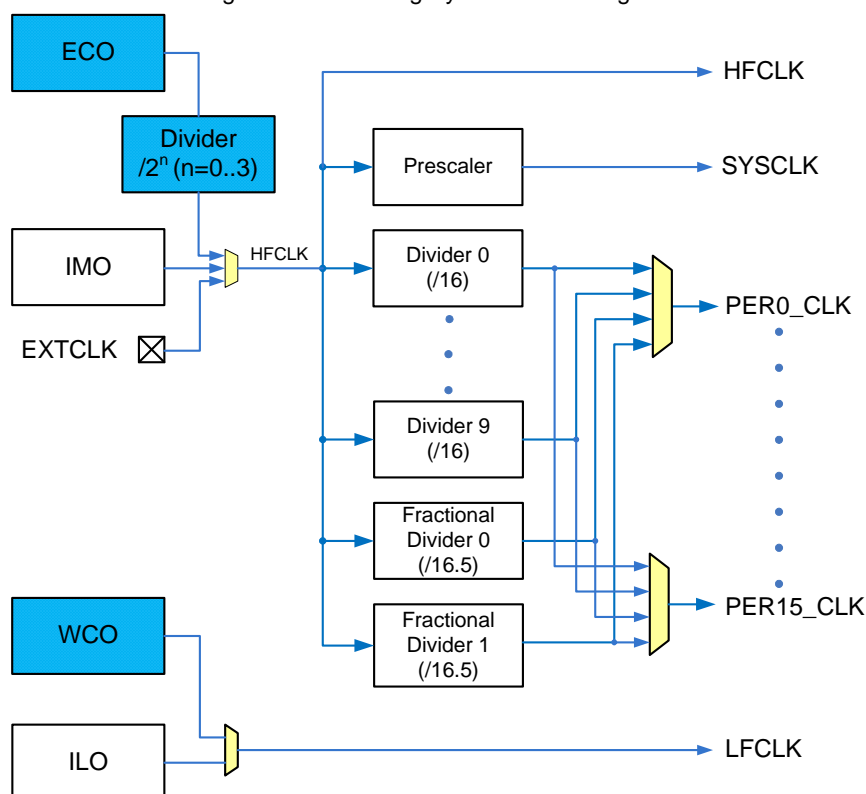 ECO
HFCLK
Divider
/2^n (n=0..3)
Prescaler
SYSCLK
IMO
HFCLK
Divider 0
(/16)
PER0_CLK
EXTCLK
Divider 9
(/16)
Fractional
Divider 0
(/16.5)
WCO
Fractional
Divider 1
(/16.5)
PER15_CLK
ILO
LFCLK